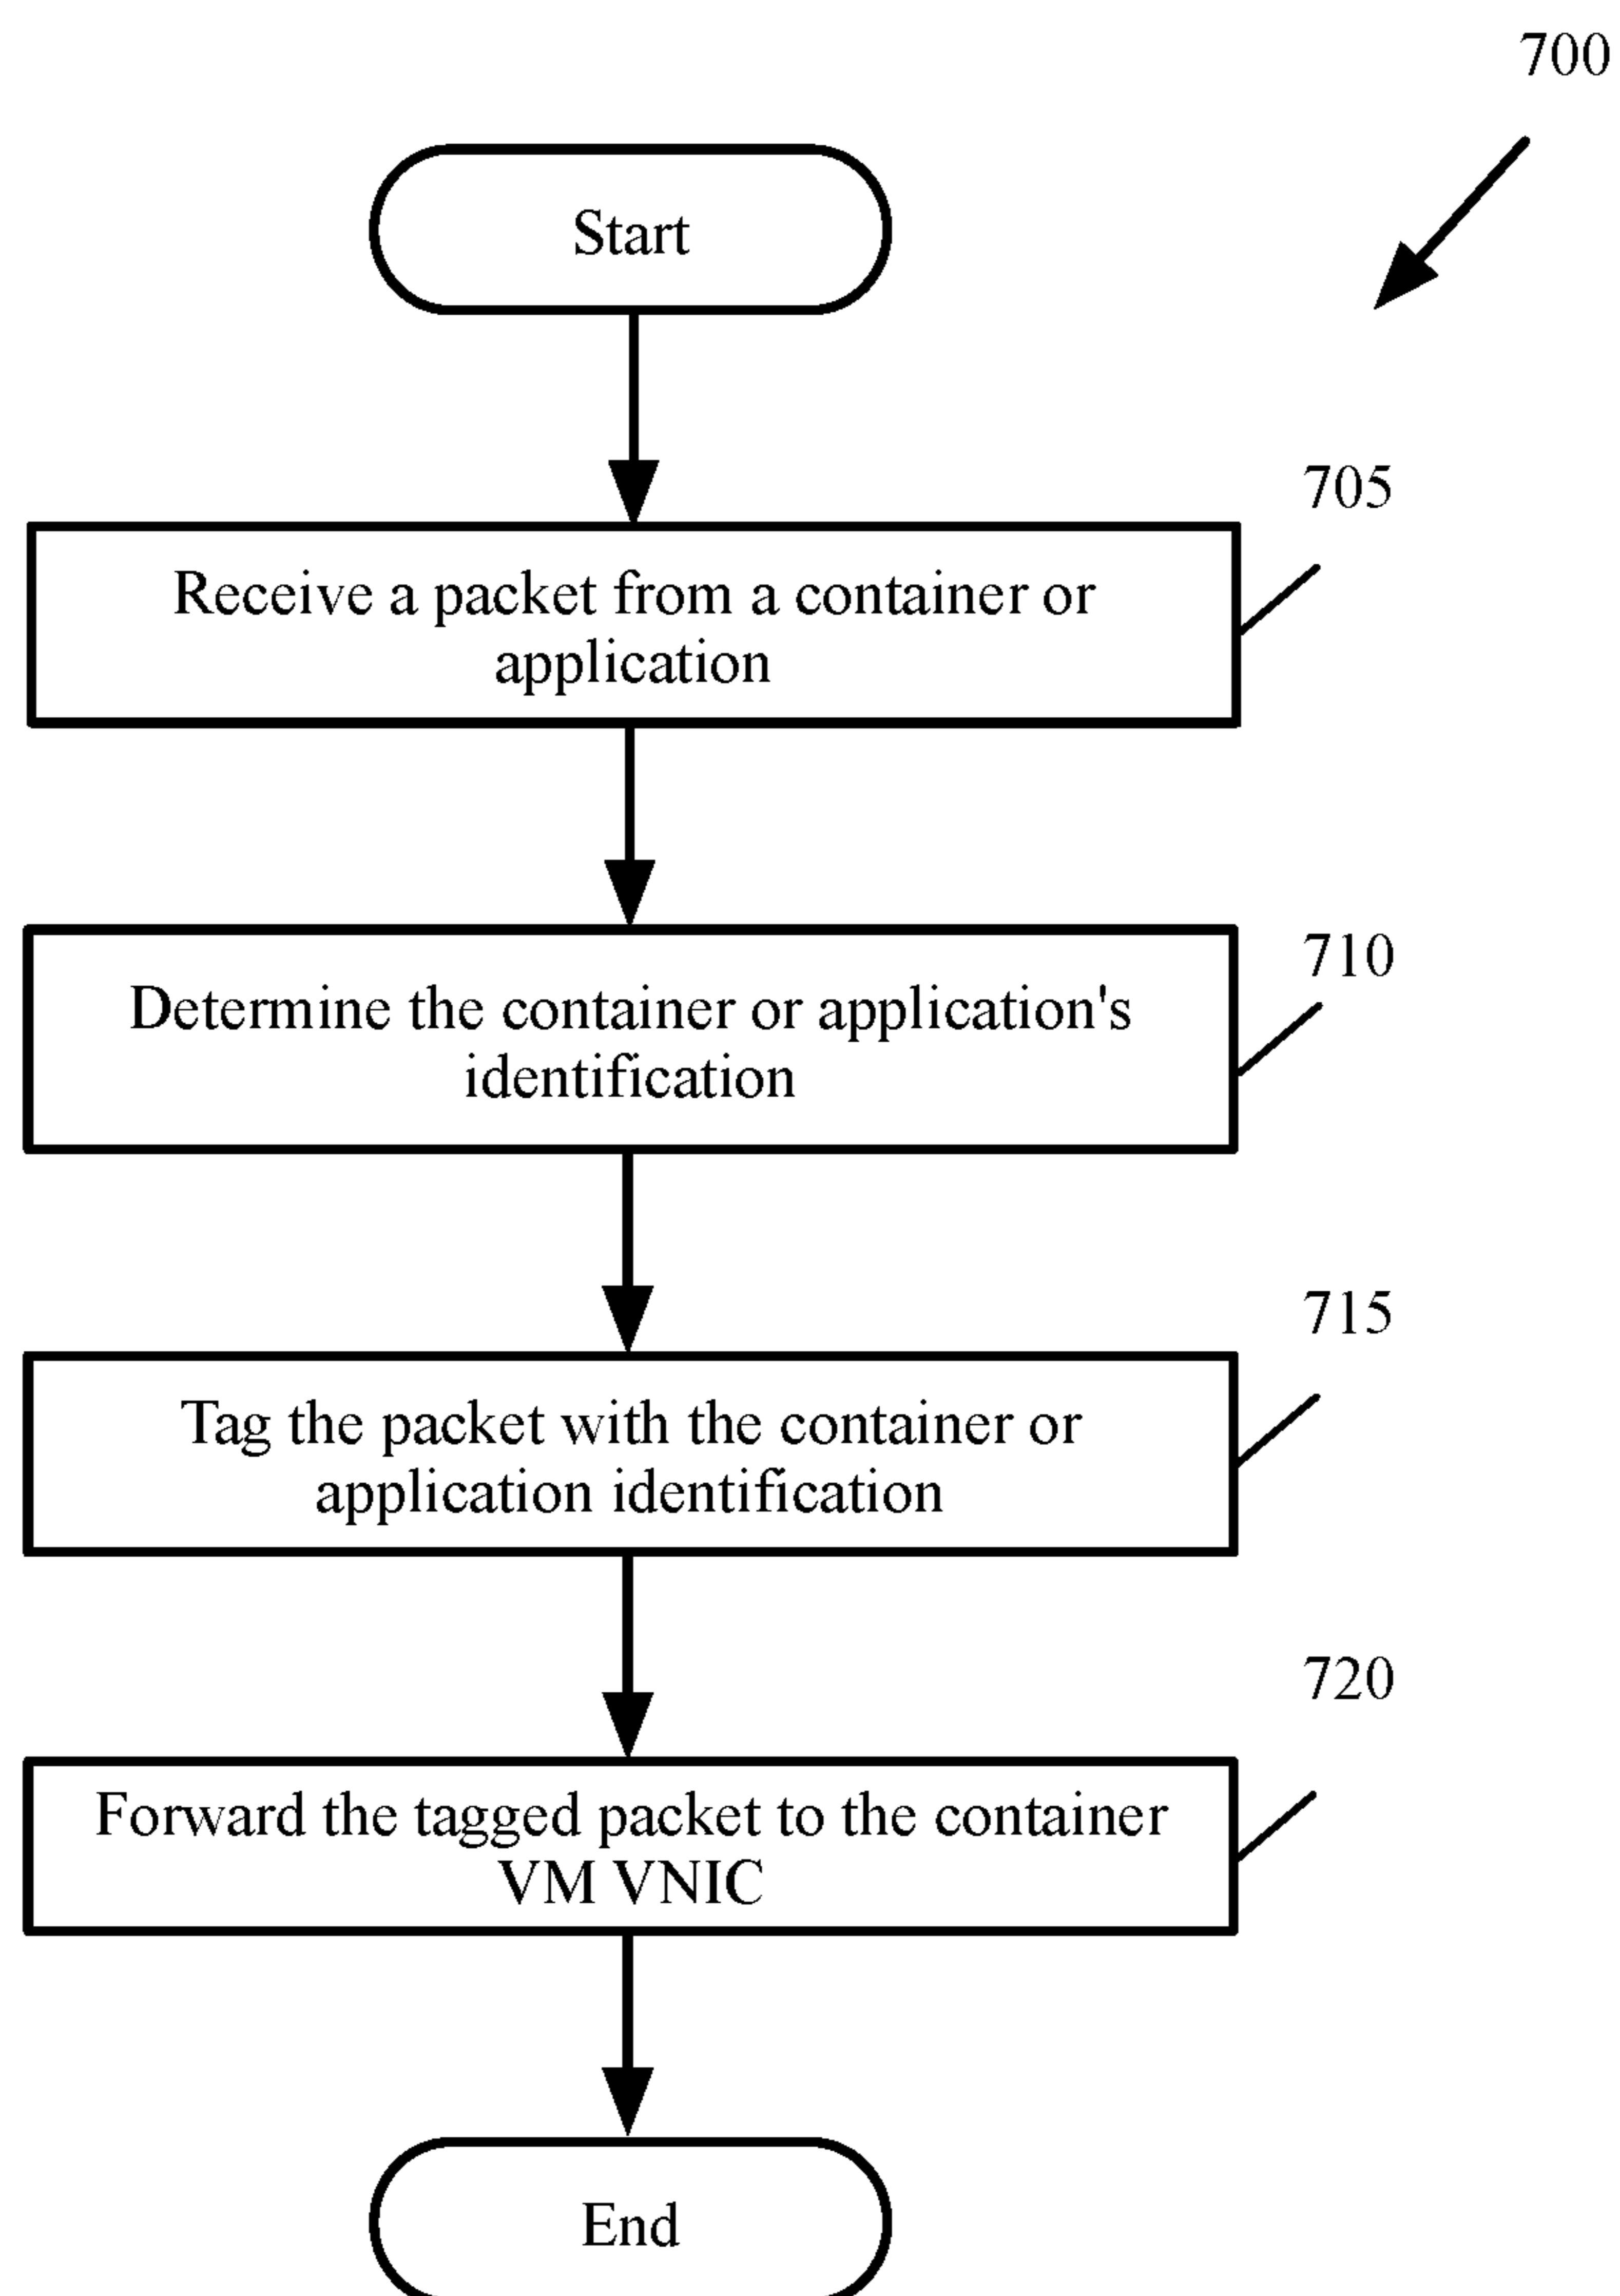 700
Start
705
Receive a packet from a container or
application
710
Determine the container or application's
identification
715
Tag the packet with the container or
application identification
720
Forward the tagged packet to the container
VM VNIC
End